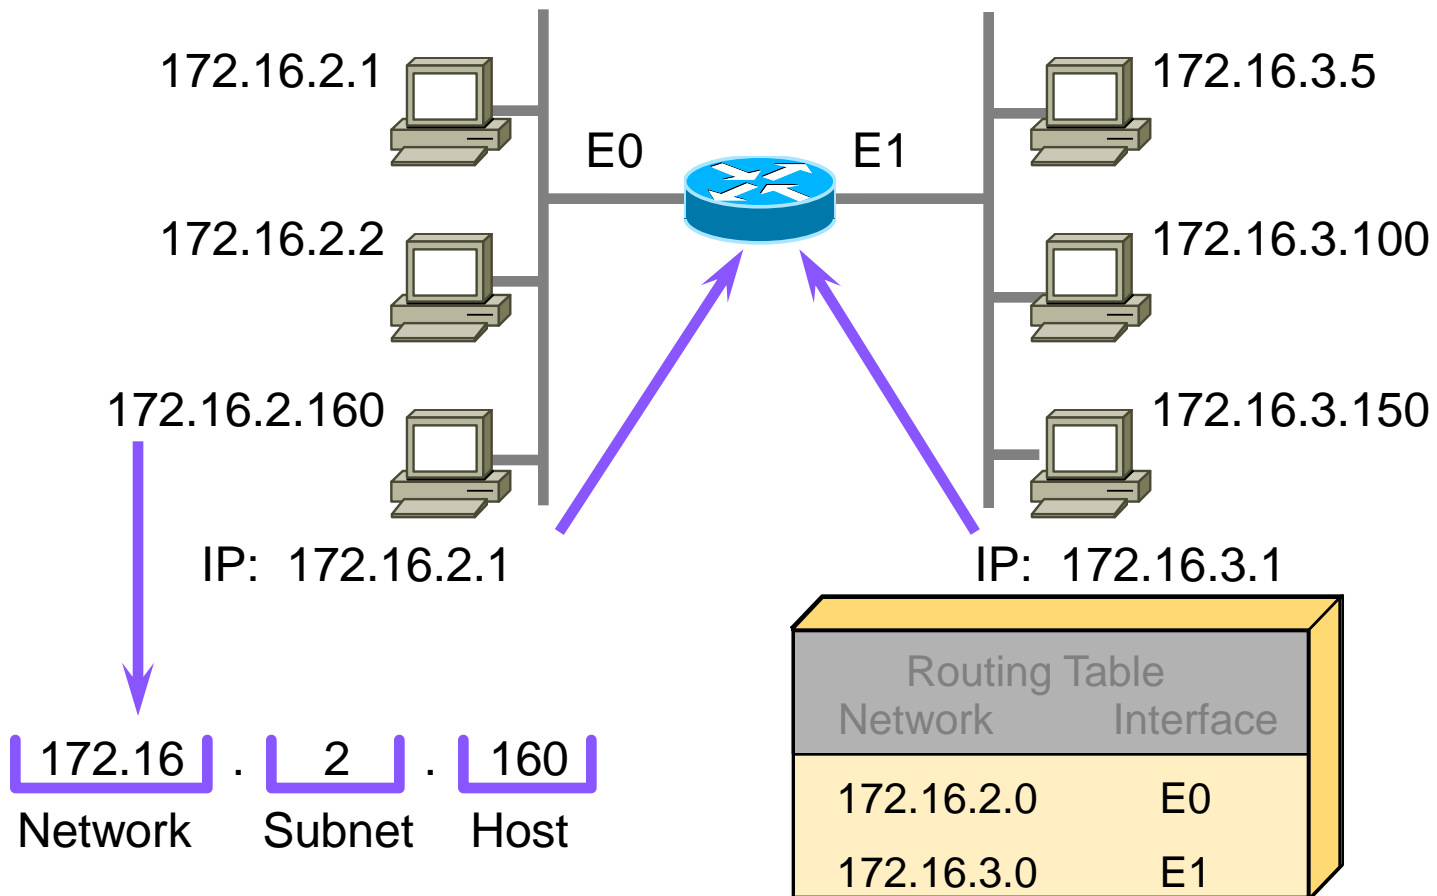 172.16.2.1
172.16.3.5
E0
E1
172.16.2.2
172.16.3.100
172.16.2.160
172.16.3.150
IP: 172.16.2.1
IP: 172.16.3.1
Routing Table
Network Interface
172.16.2.0 E0
172.16.3.0 E1
172.16 . 2 . 160
Network Subnet Host